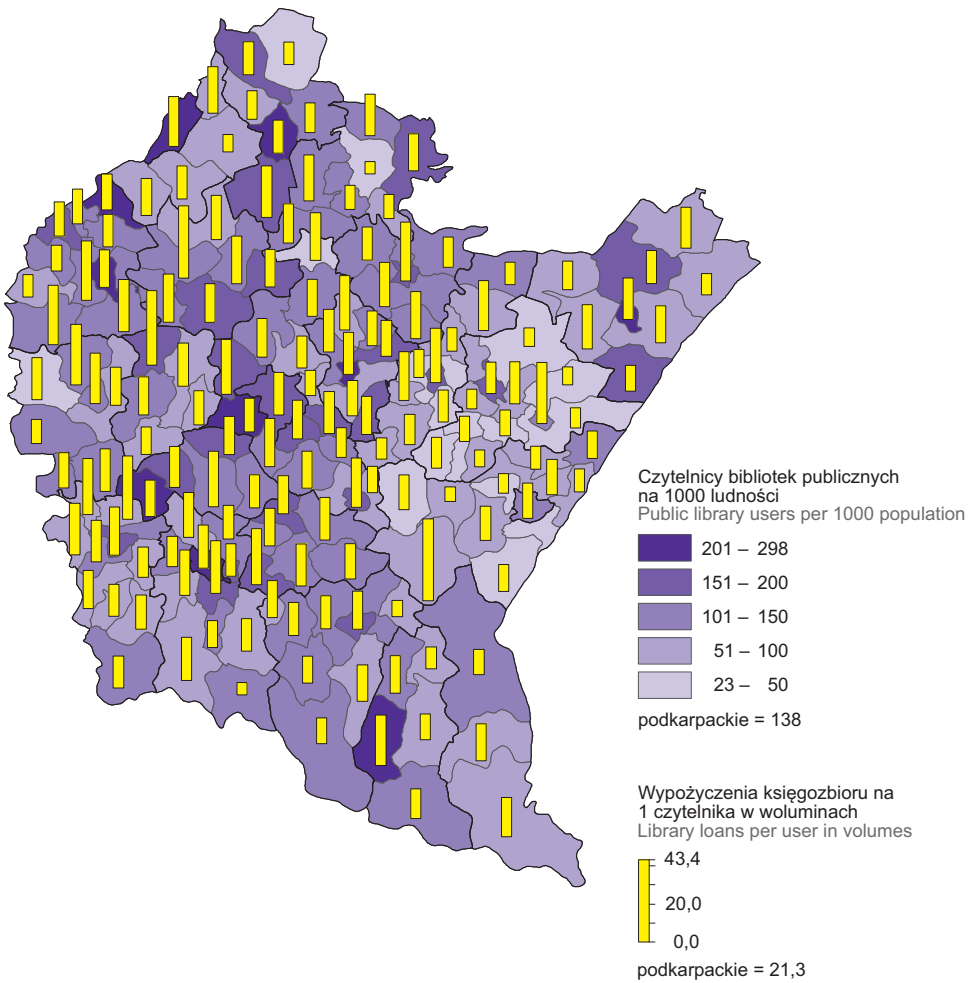 Czytelnicy bibliotek publicznych
na 1000 ludności
Public library users per 1000 population
201 – 298
151 – 200
101 – 150
51 – 100
23 – 50
podkarpackie = 138
Wypożyczenia księgozbioru na
1 czytelnika w woluminach
Library loans per user in volumes
43,4
20,0
0,0
podkarpackie = 21,3